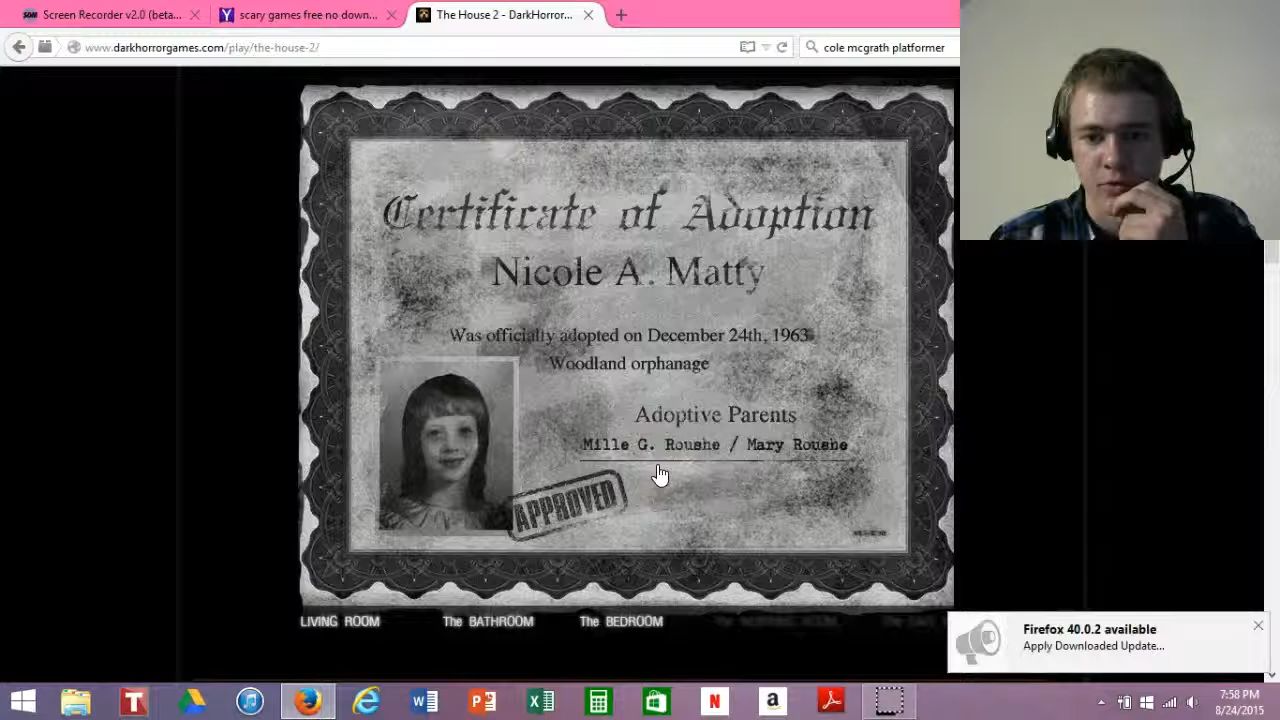 Screen Recorder v2.0 (beta...
scary games free no down...
The House 2 - DarkHorror...
www.darkhorrorgames.com/play/the-house-2/
cole mcgrath platformer
Certificate of Adoption
Nicole A. Matty
Was officially adopted on December 24th, 1963
Woodland orphanage
Adoptive Parents
Mille G. Roushe / Mary Roushe
APPROVED
LIVING ROOM
The BATHROOM
The BEDROOM
Firefox 40.0.2 available
Apply Downloaded Update...
7:58 PM
8/24/2015